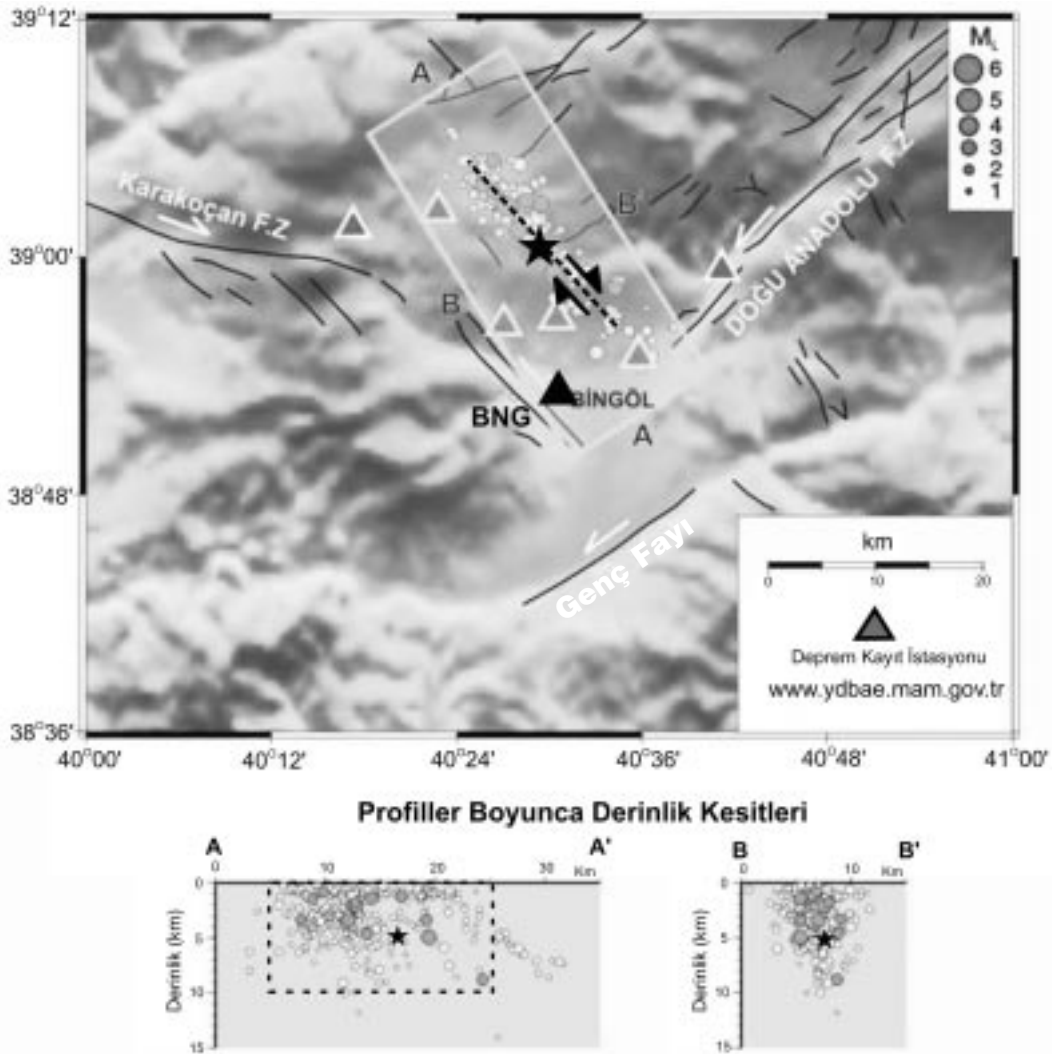 39°12'
39°00'
38°48'
38°36'
40°00'
40°12'
40°24'
40°36'
40°48'
41°00'
M_L
6
5
4
3
2
1
A
B'
B
A
Karakoçan F.Z
DOĞU ANADOLU F.Z
BİNGÖL
BNG
Genç Fayı
km
0 10 20
Deprem Kayıt İstasyonu
www.ydbae.mam.gov.tr
Profiller Boyunca Derinlik Kesitleri
A A'
0 10 20 30 Km
Derinlik (km)
0
5
10
15
B B'
0 10 Km
Derinlik (km)
0
5
10
15